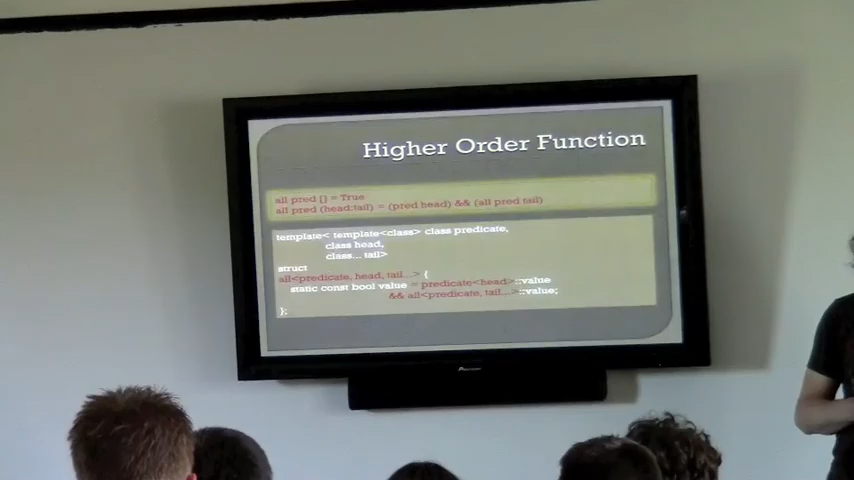 Higher Order Function
all pred [] = True
all pred (head:tail) = (pred head) && (all pred tail)
template< template<class> class predicate,
class head,
class... tail>
struct
all<predicate, head, tail...> {
static const bool value = predicate<head>::value
&& all<predicate, tail...>::value;
};
Pioneer